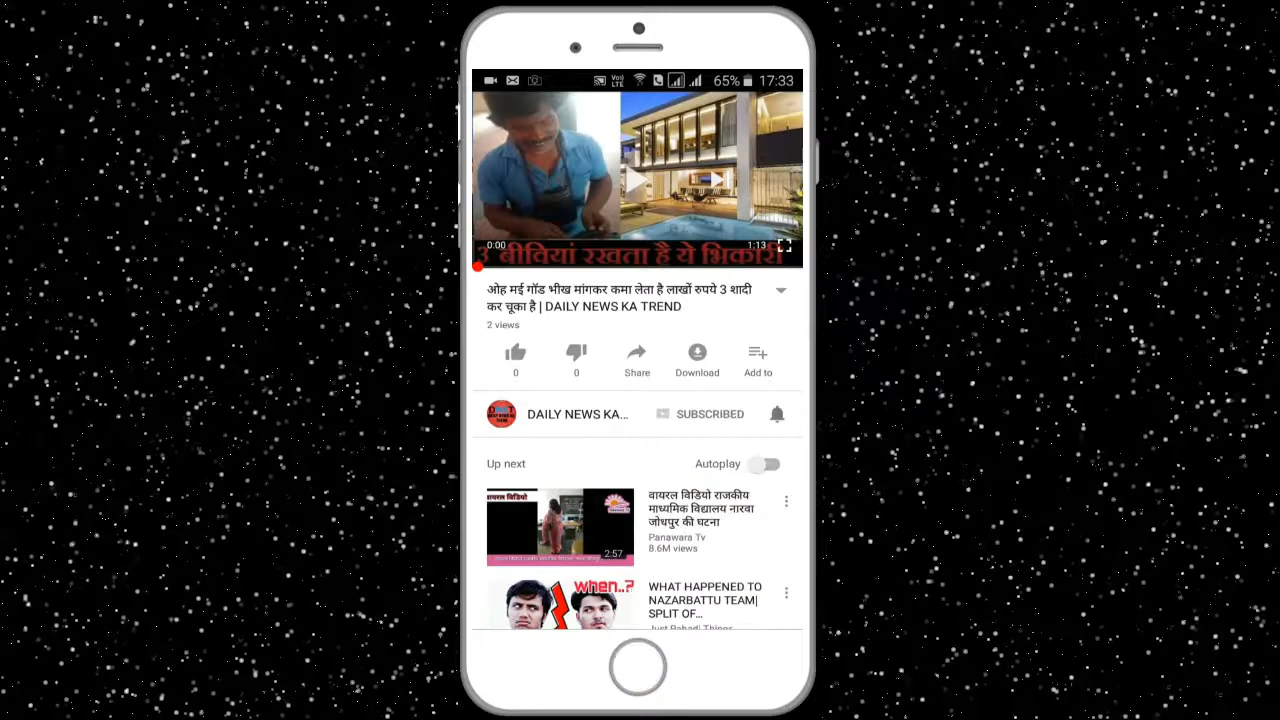 Vo) LTE 65% 17:33
0:00 1:13
3 बीवियां रखता है ये भिकारी
ओह मई गॉड भीख मांगकर कमा लेता है लाखों रुपये 3 शादी
कर चूका है | DAILY NEWS KA TREND
2 views
0 0 Share Download Add to
DAILY NEWS KA... SUBSCRIBED
Up next Autoplay
वायरल विडियो
2:57
वायरल विडियो राजकीय
माध्यमिक विद्यालय नारवा
जोधपुर की घटना
Panawara Tv
8.6M views
when..?
WHAT HAPPENED TO
NAZARBATTU TEAM|
SPLIT OF...